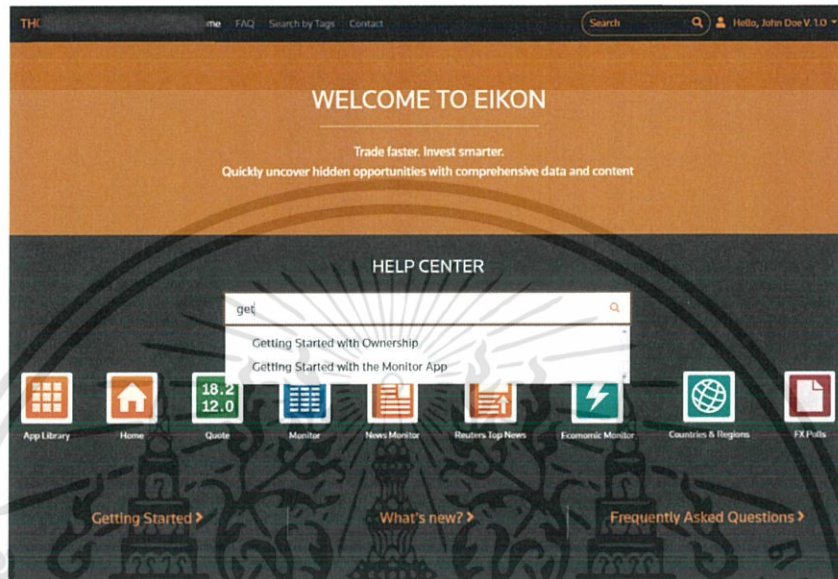 FAQ Search by Tags Contact Search Hello, John Doe V. 1.0
WELCOME TO EIKON
Trade faster. Invest smarter.
Quickly uncover hidden opportunities with comprehensive data and content
HELP CENTER
get
Getting Started with Ownership
Getting Started with the Monitor App
18.2
12.0
App Library Home Quote Monitor News Monitor Reuters Top News Ecomomic Monitor Countries & Regions FX Polls
Getting Started > What's new? > Frequently Asked Questions >